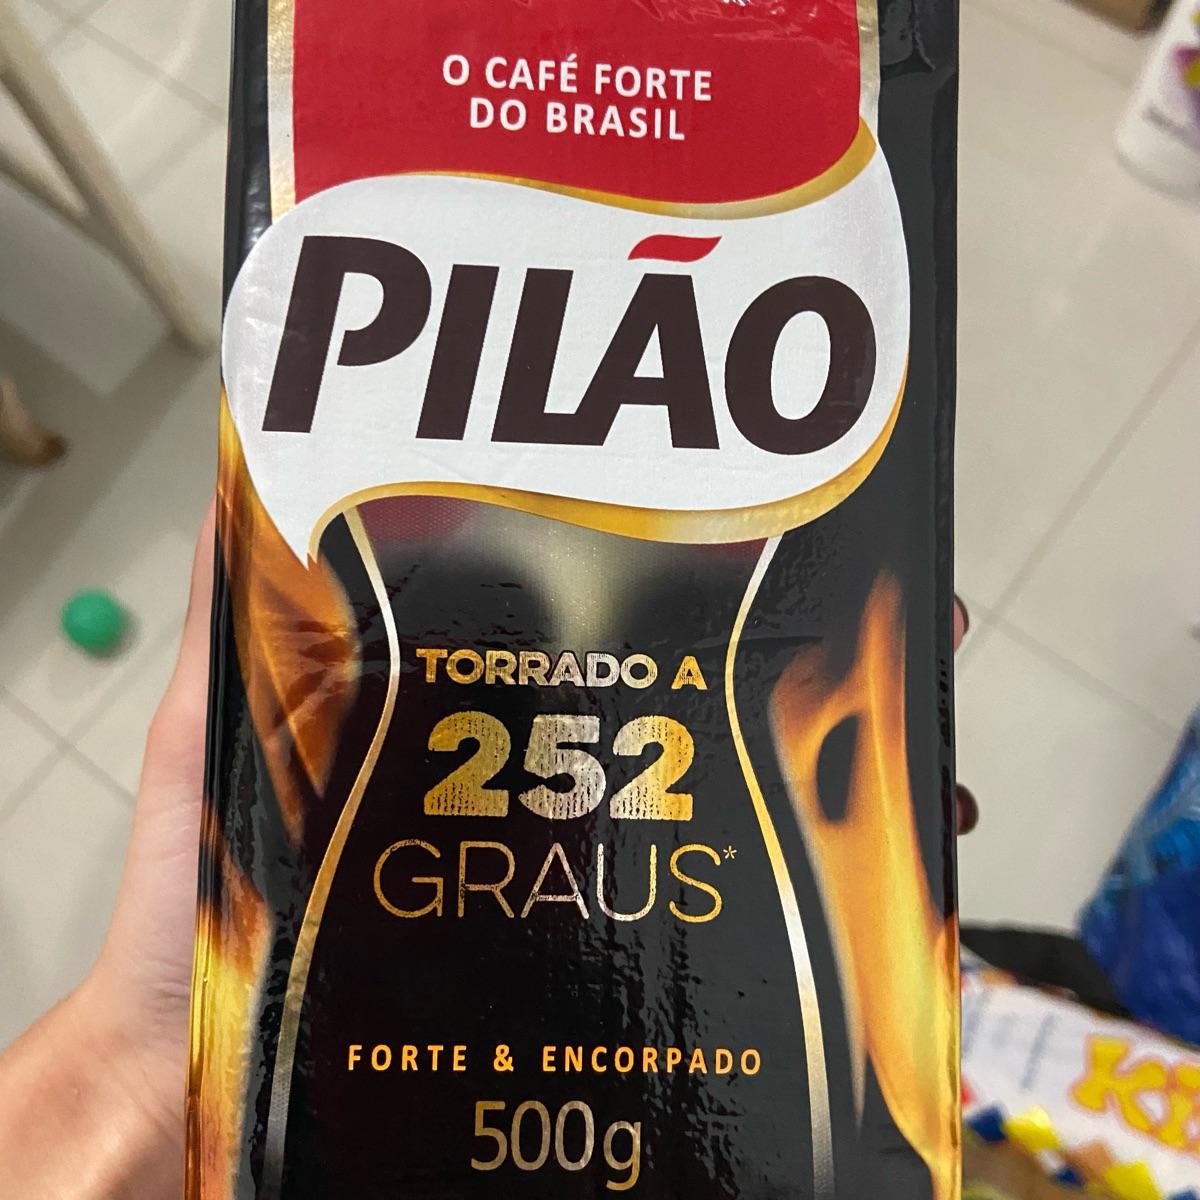 O CAFÉ FORTE
DO BRASIL
PILÃO
TORRADO A
252
GRAUS*
FORTE & ENCORPADO
500g